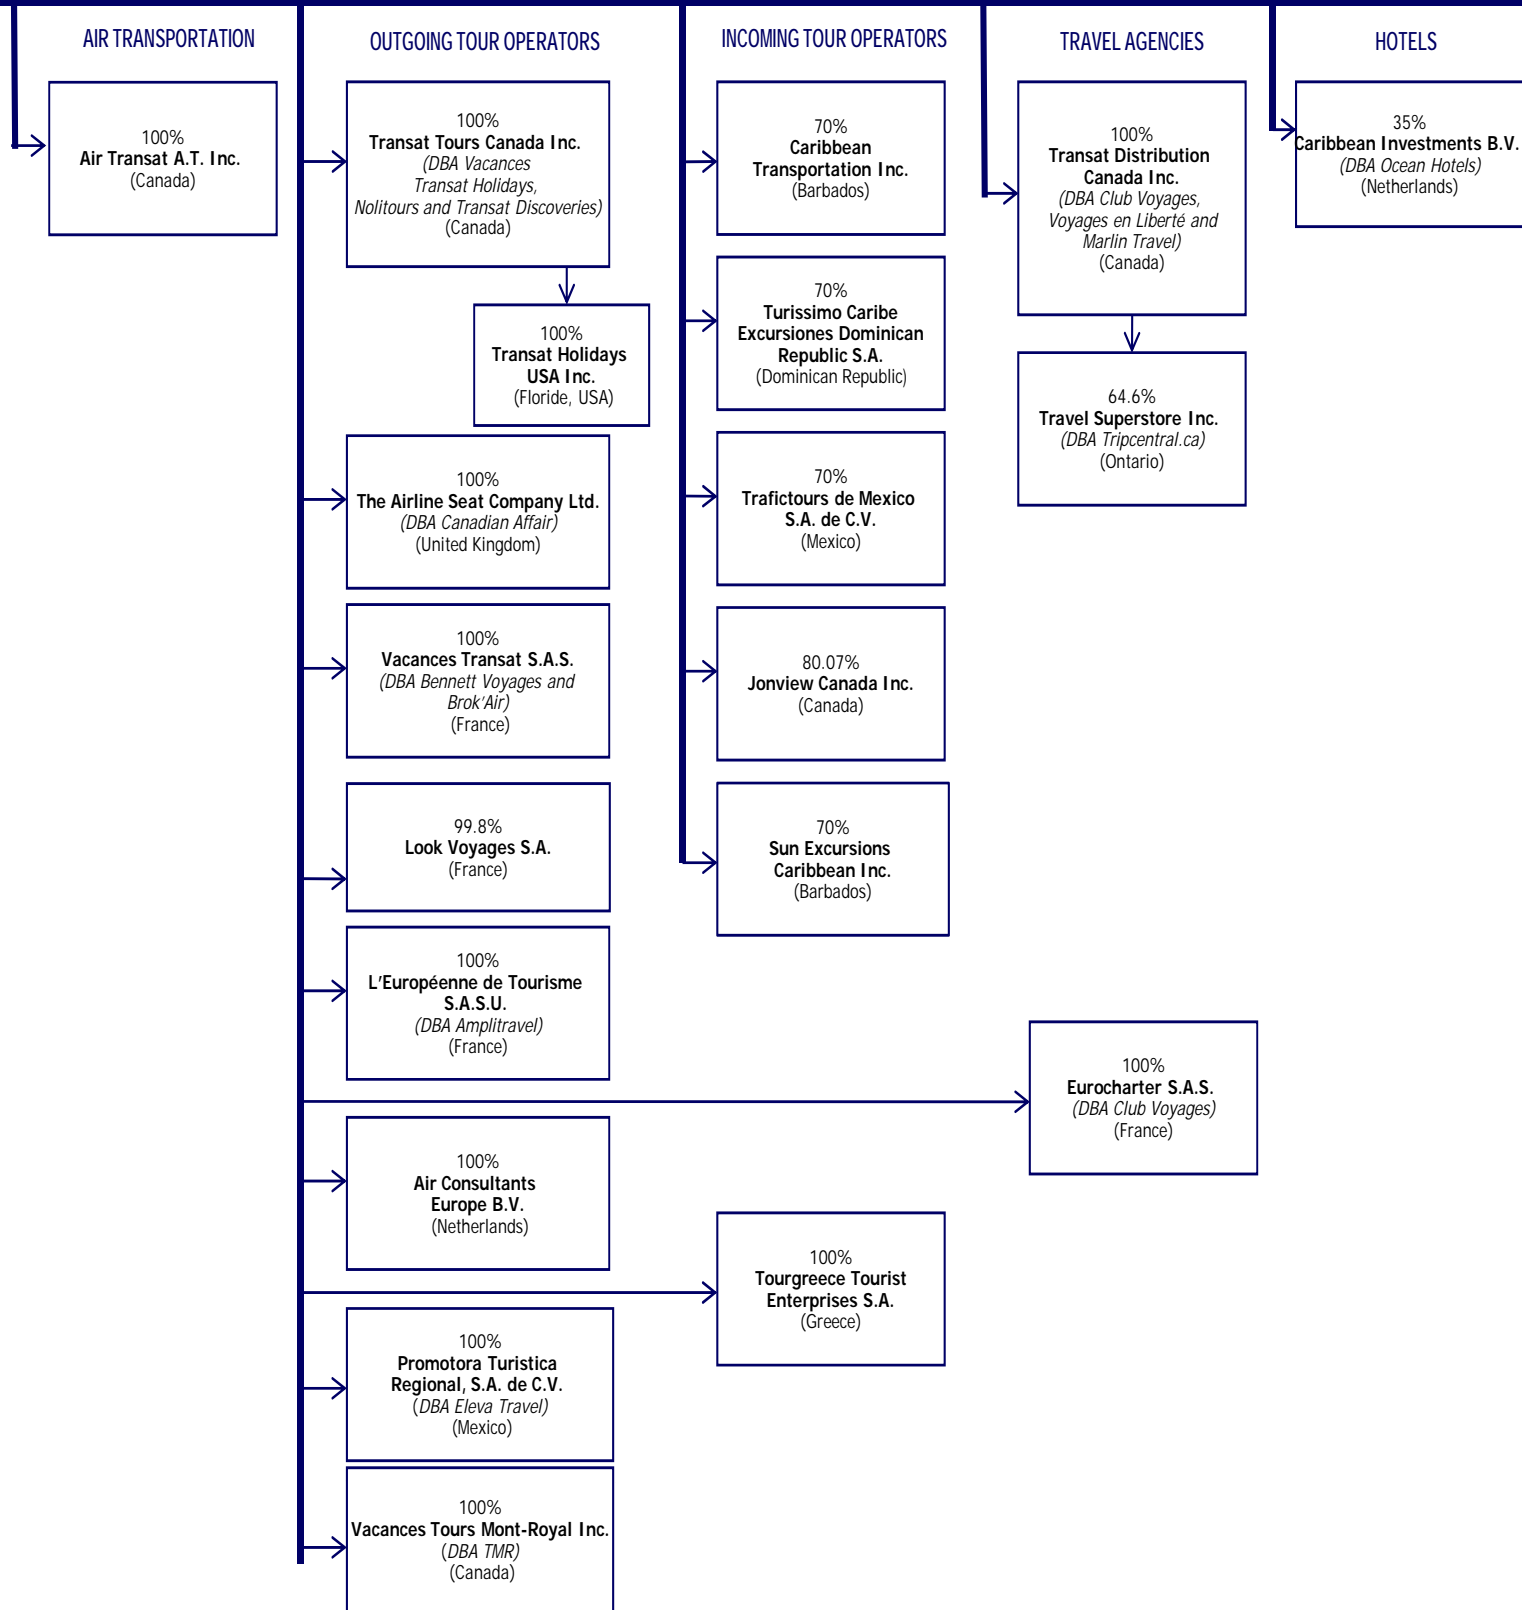 AIR TRANSPORTATION
100%
Air Transat A.T. Inc.
(Canada)
OUTGOING TOUR OPERATORS
100%
Transat Tours Canada Inc.
(DBA Vacances
Transat Holidays,
Nolitours and Transat Discoveries)
(Canada)
100%
Transat Holidays
USA Inc.
(Floride, USA)
100%
The Airline Seat Company Ltd.
(DBA Canadian Affair)
(United Kingdom)
100%
Vacances Transat S.A.S.
(DBA Bennett Voyages and
Brok'Air)
(France)
99.8%
Look Voyages S.A.
(France)
100%
L'Européenne de Tourisme
S.A.S.U.
(DBA Amplitravel)
(France)
100%
Air Consultants
Europe B.V.
(Netherlands)
100%
Promotora Turistica
Regional, S.A. de C.V.
(DBA Eleva Travel)
(Mexico)
100%
Vacances Tours Mont-Royal Inc.
(DBA TMR)
(Canada)
INCOMING TOUR OPERATORS
70%
Caribbean
Transportation Inc.
(Barbados)
70%
Turissimo Caribe
Excursiones Dominican
Republic S.A.
(Dominican Republic)
70%
Trafictours de Mexico
S.A. de C.V.
(Mexico)
80.07%
Jonview Canada Inc.
(Canada)
70%
Sun Excursions
Caribbean Inc.
(Barbados)
100%
Tourgreece Tourist
Enterprises S.A.
(Greece)
TRAVEL AGENCIES
100%
Transat Distribution
Canada Inc.
(DBA Club Voyages,
Voyages en Liberté and
Marlin Travel)
(Canada)
64.6%
Travel Superstore Inc.
(DBA Tripcentral.ca)
(Ontario)
100%
Eurocharter S.A.S.
(DBA Club Voyages)
(France)
HOTELS
35%
Caribbean Investments B.V.
(DBA Ocean Hotels)
(Netherlands)